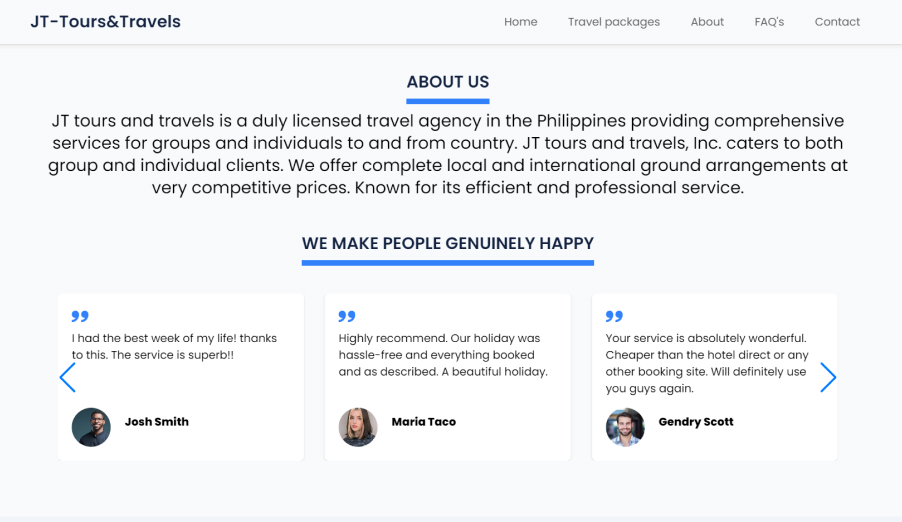 JT-Tours&Travels
Home
Travel packages
About
FAQ's
Contact
ABOUT US
JT tours and travels is a duly licensed travel agency in the Philippines providing comprehensive
services for groups and individuals to and from country. JT tours and travels, Inc. caters to both
group and individual clients. We offer complete local and international ground arrangements at
very competitive prices. Known for its efficient and professional service.
WE MAKE PEOPLE GENUINELY HAPPY
I had the best week of my life! thanks
to this. The service is superb!!
Josh Smith
Highly recommend. Our holiday was
hassle-free and everything booked
and as described. A beautiful holiday.
Maria Taco
Your service is absolutely wonderful.
Cheaper than the hotel direct or any
other booking site. Will definitely use
you guys again.
Gendry Scott